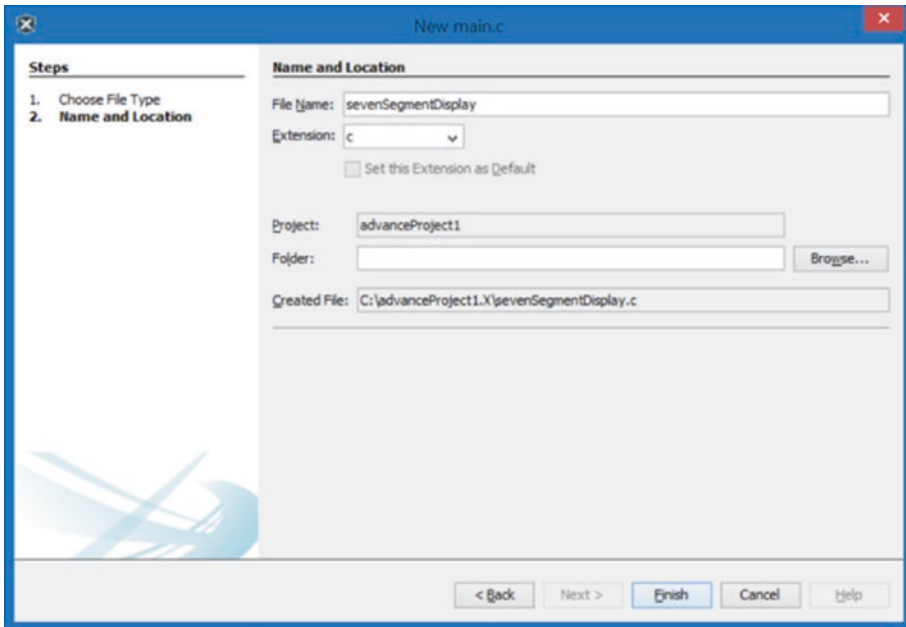 New main.c
Steps
1. Choose File Type
2. Name and Location
Name and Location
File Name: sevenSegmentDisplay
Extension: c
Set this Extension as Default
Project: advanceProject1
Folder:
Browse...
Created File: C:\advanceProject1.X\sevenSegmentDisplay.c
< Back
Next >
Finish
Cancel
Help